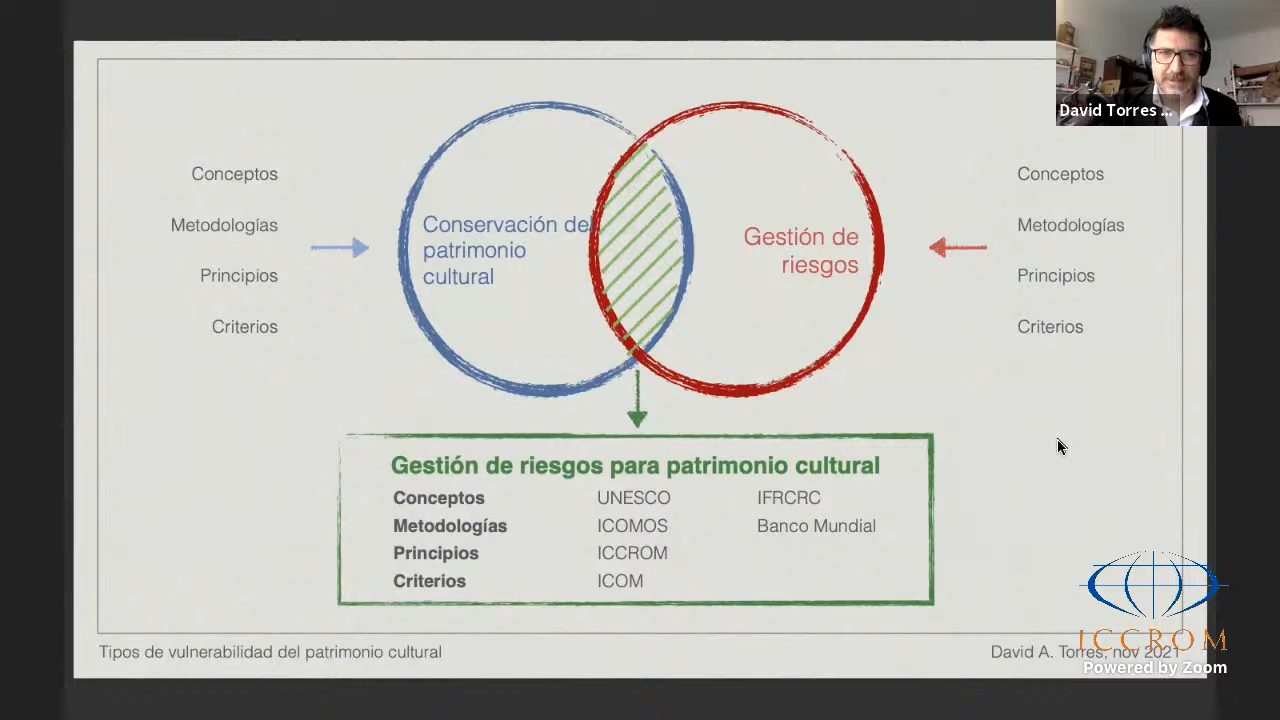 David Torres ...
Conceptos
Metodologías
Principios
Criterios
Conservación del
patrimonio
cultural
Gestión de
riesgos
Conceptos
Metodologías
Principios
Criterios
Gestión de riesgos para patrimonio cultural
Conceptos UNESCO IFRCRC
Metodologías ICOMOS Banco Mundial
Principios ICCROM
Criterios ICOM
ICCROM
Tipos de vulnerabilidad del patrimonio cultural
David A. Torres, nov 2021
Powered by Zoom